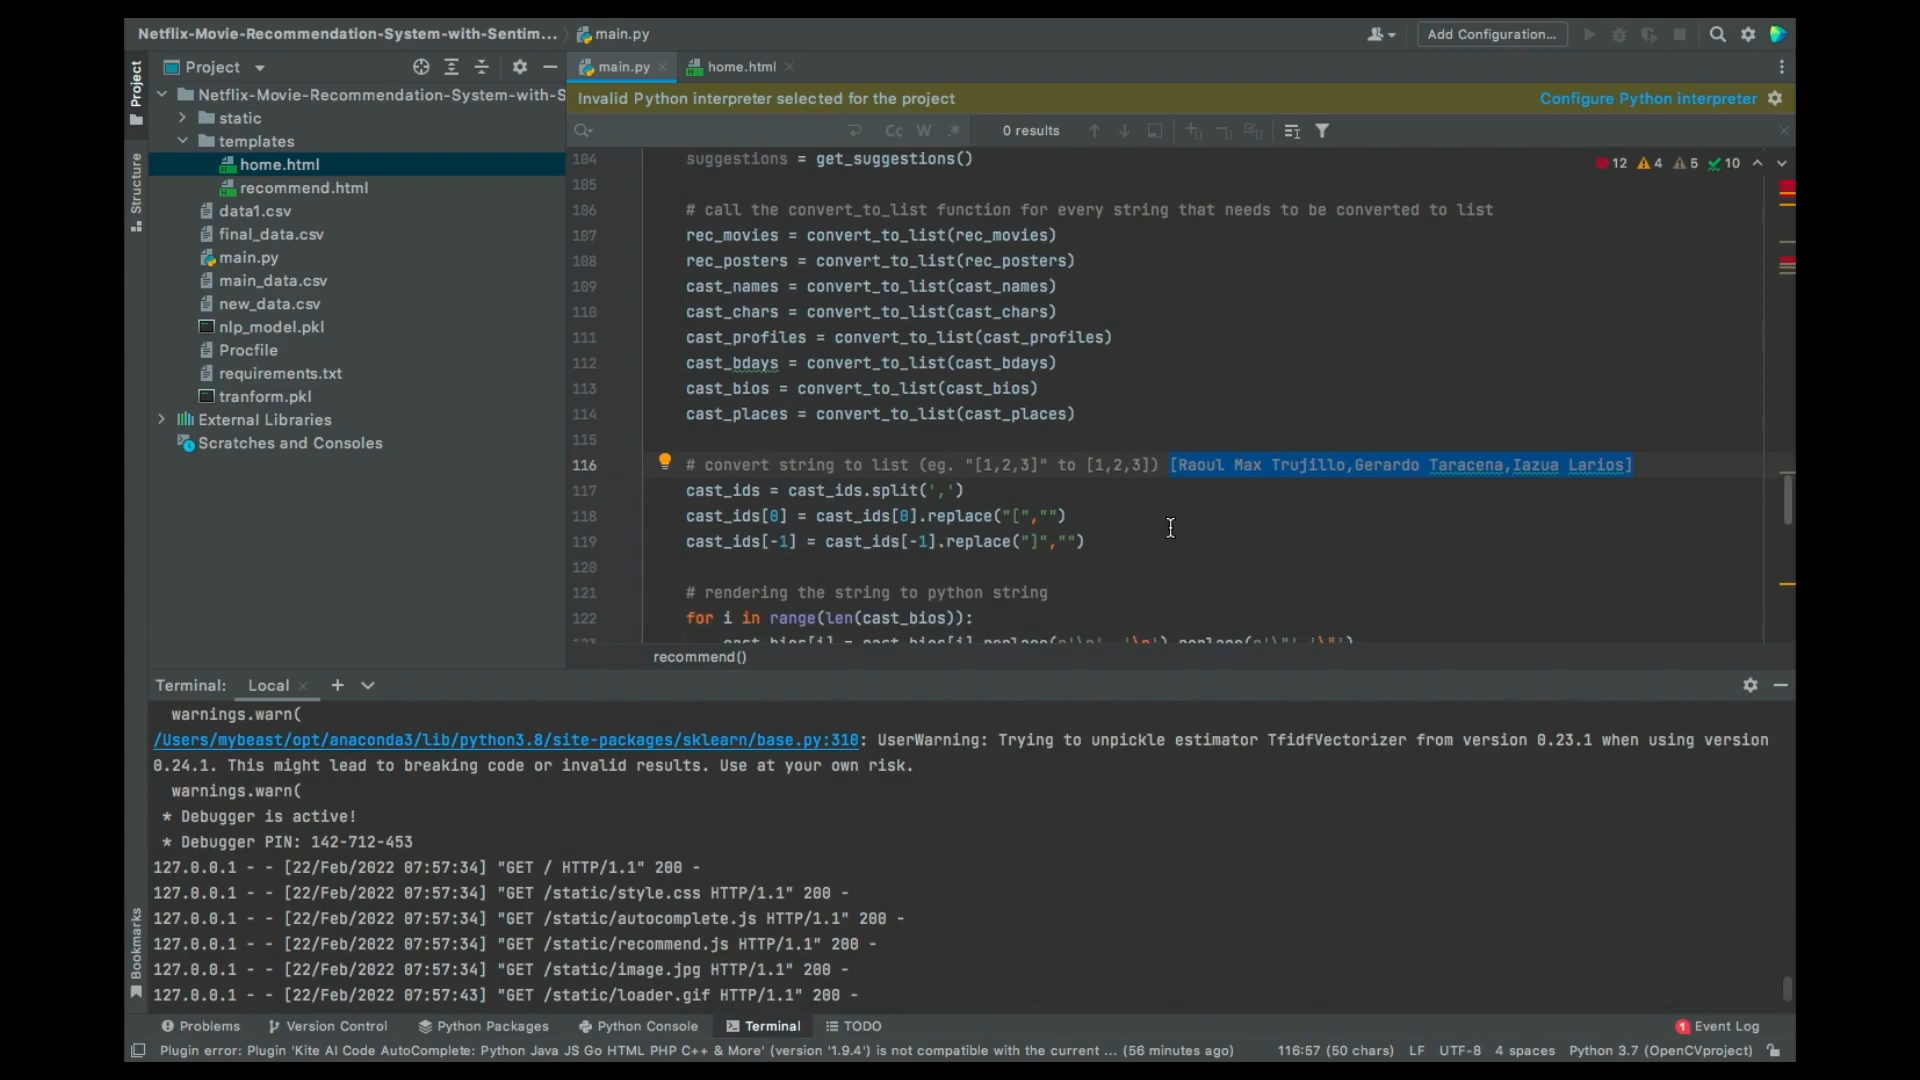 Netflix-Movie-Recommendation-System-with-Sentim... main.py Add Configuration...
Project main.py home.html
Netflix-Movie-Recommendation-System-with-S
Invalid Python interpreter selected for the project Configure Python interpreter
static
templates
home.html
recommend.html
data1.csv
final_data.csv
main.py
main_data.csv
new_data.csv
nlp_model.pkl
Procfile
requirements.txt
tranform.pkl
External Libraries
Scratches and Consoles
Project
Structure
Bookmarks
Cc W .* 0 results
12 4 5 10
104 suggestions = get_suggestions()
105
106 # call the convert_to_list function for every string that needs to be converted to list
107 rec_movies = convert_to_list(rec_movies)
108 rec_posters = convert_to_list(rec_posters)
109 cast_names = convert_to_list(cast_names)
110 cast_chars = convert_to_list(cast_chars)
111 cast_profiles = convert_to_list(cast_profiles)
112 cast_bdays = convert_to_list(cast_bdays)
113 cast_bios = convert_to_list(cast_bios)
114 cast_places = convert_to_list(cast_places)
115
116 # convert string to list (eg. "[1,2,3]" to [1,2,3]) [Raoul Max Trujillo,Gerardo Taracena,Iazua Larios]
117 cast_ids = cast_ids.split(',')
118 cast_ids[0] = cast_ids[0].replace("[","")
119 cast_ids[-1] = cast_ids[-1].replace("]","")
120
121 # rendering the string to python string
122 for i in range(len(cast_bios)):
recommend()
Terminal: Local
warnings.warn(
/Users/mybeast/opt/anaconda3/lib/python3.8/site-packages/sklearn/base.py:310: UserWarning: Trying to unpickle estimator TfidfVectorizer from version 0.23.1 when using version
0.24.1. This might lead to breaking code or invalid results. Use at your own risk.
warnings.warn(
* Debugger is active!
* Debugger PIN: 142-712-453
127.0.0.1 - - [22/Feb/2022 07:57:34] "GET / HTTP/1.1" 200 -
127.0.0.1 - - [22/Feb/2022 07:57:34] "GET /static/style.css HTTP/1.1" 200 -
127.0.0.1 - - [22/Feb/2022 07:57:34] "GET /static/autocomplete.js HTTP/1.1" 200 -
127.0.0.1 - - [22/Feb/2022 07:57:34] "GET /static/recommend.js HTTP/1.1" 200 -
127.0.0.1 - - [22/Feb/2022 07:57:34] "GET /static/image.jpg HTTP/1.1" 200 -
127.0.0.1 - - [22/Feb/2022 07:57:43] "GET /static/loader.gif HTTP/1.1" 200 -
Problems Version Control Python Packages Python Console Terminal TODO 1 Event Log
Plugin error: Plugin 'Kite AI Code AutoComplete: Python Java JS Go HTML PHP C++ & More' (version '1.9.4') is not compatible with the current ... (56 minutes ago) 116:57 (50 chars) LF UTF-8 4 spaces Python 3.7 (OpenCVproject)